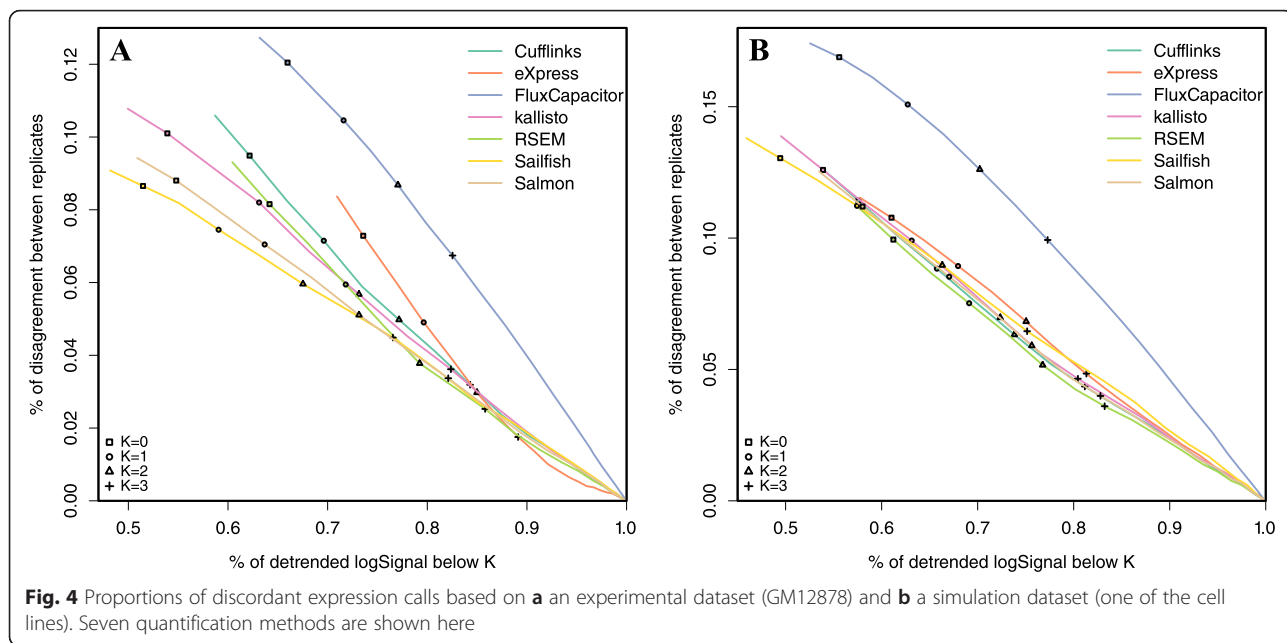 A
Cufflinks
eXpress
FluxCapacitor
kallisto
RSEM
Sailfish
Salmon
% of disagreement between replicates
0.12
0.10
0.08
0.06
0.04
0.02
0.00
K=0
K=1
K=2
K=3
0.5 0.6 0.7 0.8 0.9 1.0
% of detrended logSignal below K
B
Cufflinks
eXpress
FluxCapacitor
kallisto
RSEM
Sailfish
Salmon
% of disagreement between replicates
0.15
0.10
0.05
0.00
K=0
K=1
K=2
K=3
0.5 0.6 0.7 0.8 0.9 1.0
% of detrended logSignal below K
Fig. 4 Proportions of discordant expression calls based on a an experimental dataset (GM12878) and b a simulation dataset (one of the cell
lines). Seven quantification methods are shown here